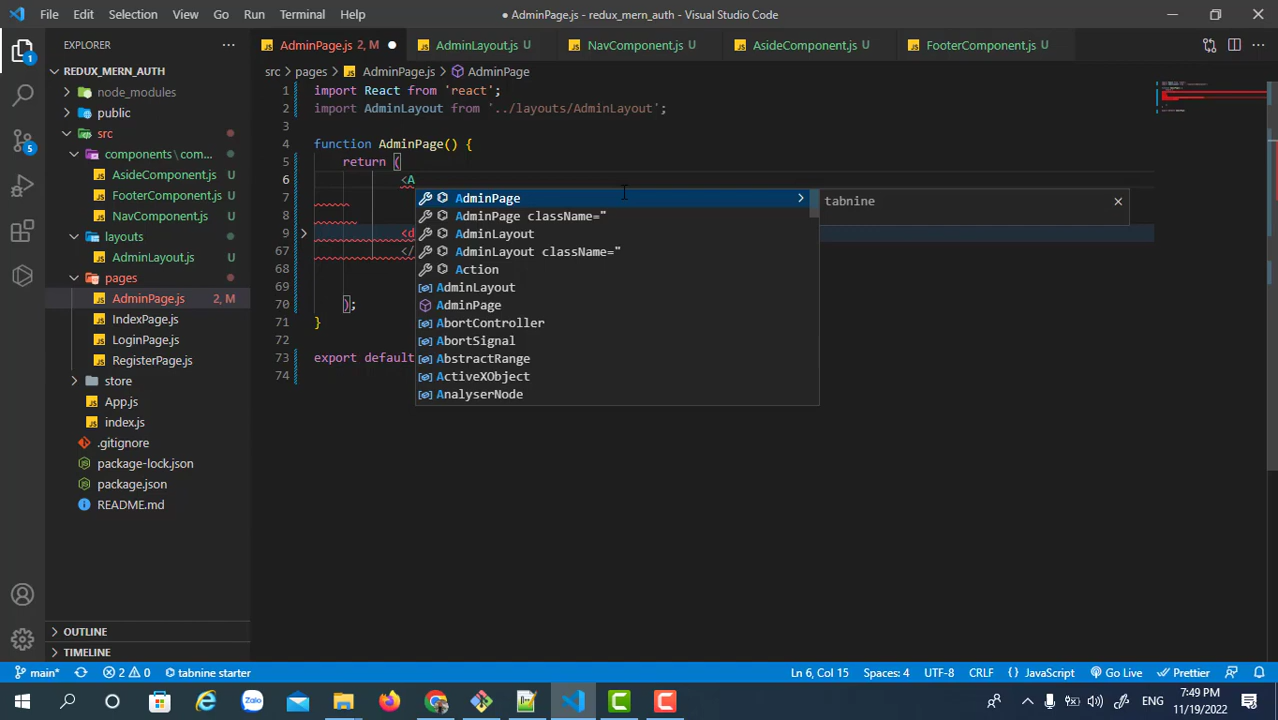 File Edit Selection View Go Run Terminal Help
● AdminPage.js - redux_mern_auth - Visual Studio Code
EXPLORER
REDUX_MERN_AUTH
node_modules
public
src
components \ com...
AsideComponent.js U
FooterComponent.js U
NavComponent.js U
layouts
AdminLayout.js U
pages
AdminPage.js 2, M
IndexPage.js
LoginPage.js
RegisterPage.js
store
App.js
index.js
.gitignore
package-lock.json
package.json
README.md
OUTLINE
TIMELINE
1
5
AdminPage.js 2, M ●
AdminLayout.js U
NavComponent.js U
AsideComponent.js U
FooterComponent.js U
src > pages > AdminPage.js > AdminPage
1 import React from 'react';
2 import AdminLayout from '../layouts/AdminLayout';
3
4 function AdminPage() {
5 return (
6 <A
7
8
9 <d
67 </
68
69
70 );
71 }
72
73 export default
74
AdminPage
AdminPage className="
AdminLayout
AdminLayout className="
Action
AdminLayout
AdminPage
AbortController
AbortSignal
AbstractRange
ActiveXObject
AnalyserNode
tabnine
main* 2 0 tabnine starter
Ln 6, Col 15 Spaces: 4 UTF-8 CRLF { } JavaScript Go Live Prettier
Zalo
ENG
7:49 PM
11/19/2022